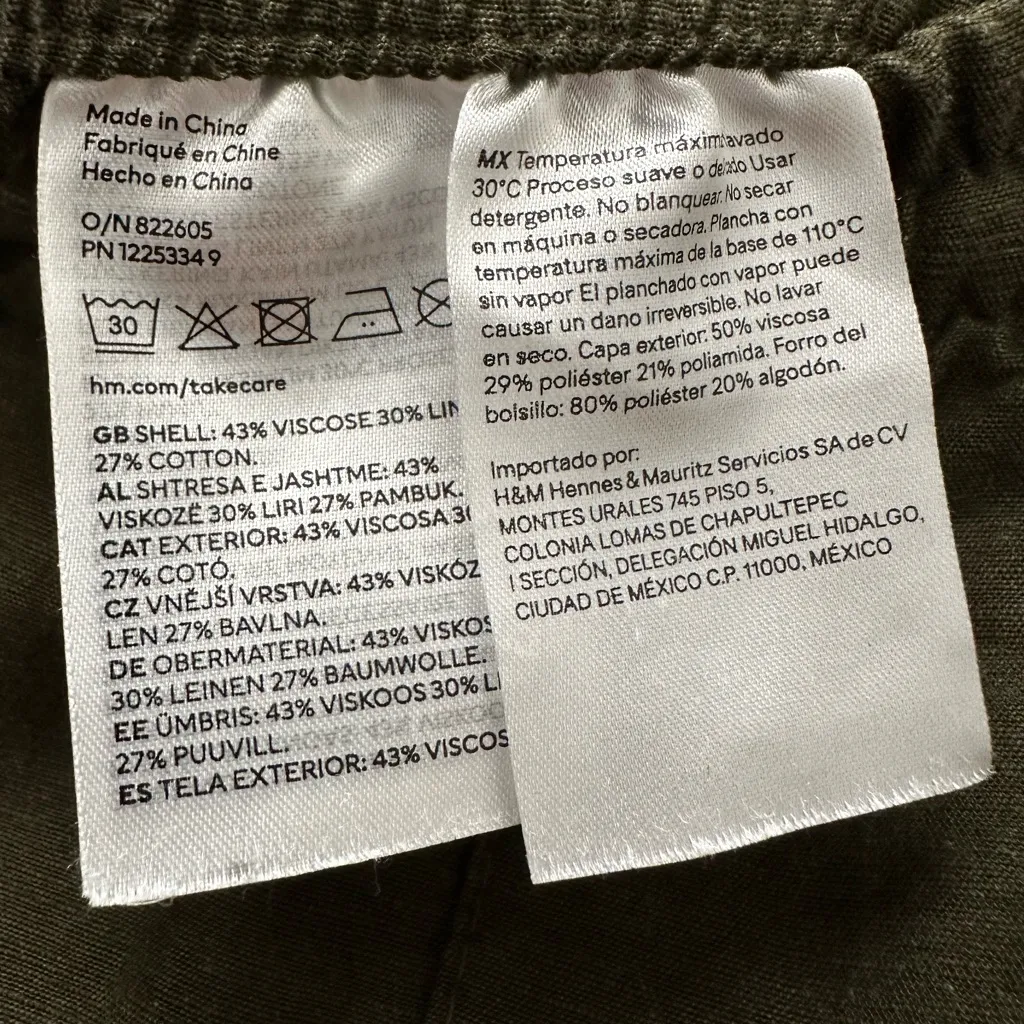 Made in China
Fabriqué en Chine
Hecho en China
O/N 822605
PN 1225334 9
30
hm.com/takecare
GB SHELL: 43% VISCOSE 30% LIN
27% COTTON.
AL SHTRESA E JASHTME: 43%
VISKOZË 30% LIRI 27% PAMBUK.
CAT EXTERIOR: 43% VISCOSA 30
27% COTÓ.
CZ VNĚJŠÍ VRSTVA: 43% VISKÓZ
LEN 27% BAVLNA.
DE OBERMATERIAL: 43% VISKOS
30% LEINEN 27% BAUMWOLLE.
EE ÜMBRIS: 43% VISKOOS 30% LI
27% PUUVILL.
ES TELA EXTERIOR: 43% VISCOS
MX Temperatura
30°C Proceso suave o Usar
detergente. No blanquear. No secar
en máquina o secadora. Plancha con
temperatura máxima de la base de 110°C
sin vapor El planchado con vapor puede
causar un dano irreversible. No lavar
en seco. Capa exterior: 50% viscosa
29% poliéster 21% poliamida. Forro del
bolsillo: 80% poliéster 20% algodón.
Importado por:
H&M Hennes & Mauritz Servicios SA de CV
MONTES URALES 745 PISO 5,
COLONIA LOMAS DE CHAPULTEPEC
I SECCIÓN, DELEGACIÓN MIGUEL HIDALGO,
CIUDAD DE MÉXICO C.P. 11000, MÉXICO